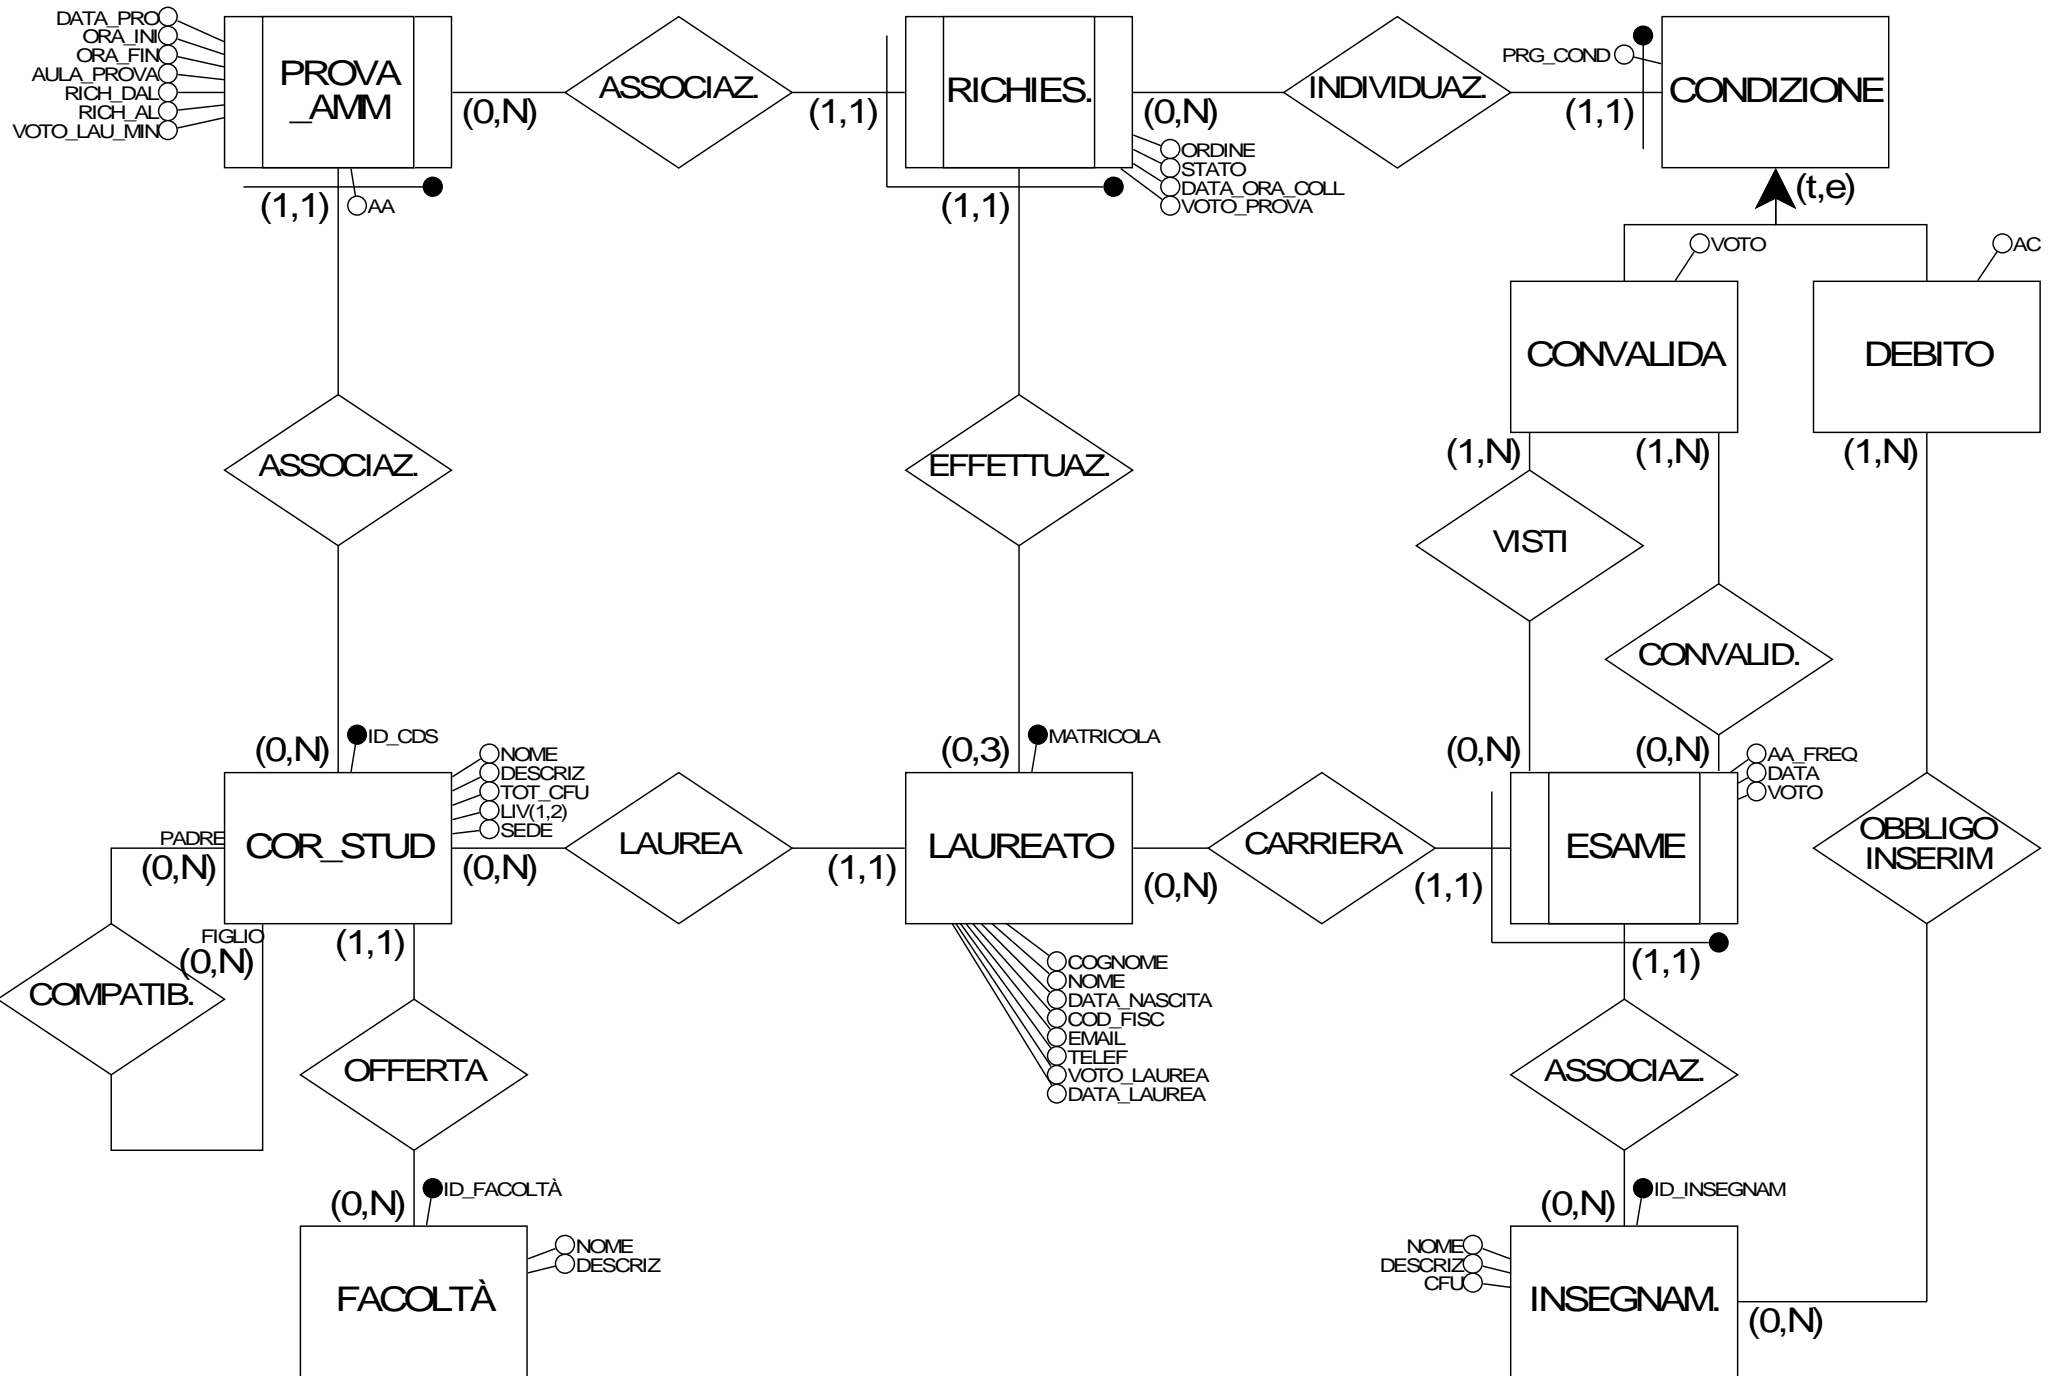 DATA_PRO
ORA_INI
ORA_FIN
AULA_PROVA
RICH_DAL
RICH_AL
VOTO_LAU_MIN
PROVA
_AMM
(0,N)
ASSOCIAZ.
(1,1)
RICHIES.
(0,N)
INDIVIDUAZ.
PRG_COND
(1,1)
CONDIZIONE
(1,1)
AA
(1,1)
ORDINE
STATO
DATA_ORA_COLL
VOTO_PROVA
(t,e)
VOTO
AC
CONVALIDA
DEBITO
ASSOCIAZ.
EFFETTUAZ.
(1,N)
(1,N)
(1,N)
VISTI
CONVALID.
(0,N)
ID_CDS
(0,3)
MATRICOLA
(0,N)
(0,N)
NOME
DESCRIZ
TOT_CFU
LIV(1,2)
SEDE
AA_FREQ
DATA
VOTO
PADRE
(0,N)
COR_STUD
(0,N)
LAUREA
(1,1)
LAUREATO
(0,N)
CARRIERA
(1,1)
ESAME
OBBLIGO
INSERIM
FIGLIO
(0,N)
(1,1)
(1,1)
COMPATIB.
COGNOME
NOME
DATA_NASCITA
COD_FISC
EMAIL
TELEF
VOTO_LAUREA
DATA_LAUREA
OFFERTA
ASSOCIAZ.
(0,N)
ID_FACOLTÀ
(0,N)
ID_INSEGNAM
FACOLTÀ
NOME
DESCRIZ
NOME
DESCRIZ
CFU
INSEGNAM.
(0,N)